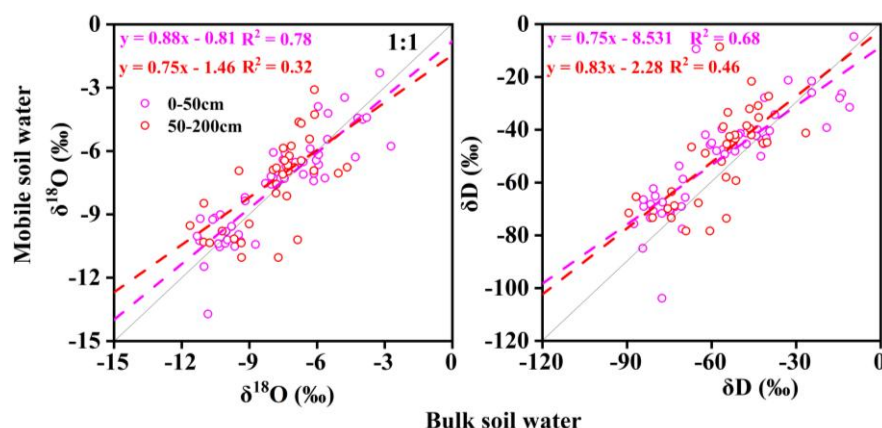 0
-3
-6
-9
-12
-15
-15
-12
-9
-6
-3
0
y = 0.88x - 0.81 R² = 0.78
y = 0.75x - 1.46 R² = 0.32
1:1
0-50cm
50-200cm
Mobile soil water
δ¹⁸O (‰)
δ¹⁸O (‰)
0
-20
-40
-60
-80
-100
-120
-120
-90
-60
-30
0
y = 0.75x - 8.531 R² = 0.68
y = 0.83x - 2.28 R² = 0.46
δD (‰)
δD (‰)
Bulk soil water